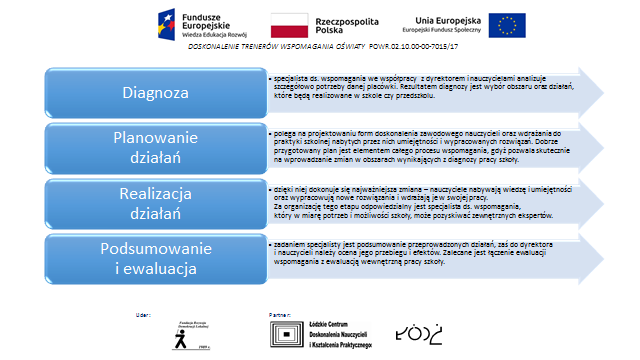 Fundusze
Europejskie
Wiedza Edukacja Rozwój
Rzeczpospolita
Polska
Unia Europejska
Europejski Fundusz Społeczny
DOSKONALENIE TRENERÓW WSPOMAGANIA OŚWIATY POWR.02.10.00-00-7015/17
Diagnoza
• specjalista ds. wspomagania we współpracy z dyrektorem i nauczycielami analizuje
szczegółowo potrzeby danej placówki. Rezultatem diagnozy jest wybór obszaru oraz działań,
które będą realizowane w szkole czy przedszkolu.
Planowanie
działań
• polega na projektowaniu form doskonalenia zawodowego nauczycieli oraz wdrażania do
praktyki szkolnej nabytych przez nich umiejętności i wypracowanych rozwiązań. Dobrze
przygotowany plan jest elementem całego procesu wspomagania, gdyż pozwala skutecznie
na wprowadzanie zmian w obszarach wynikających z diagnozy pracy szkoły.
Realizacja
działań
• dzięki niej dokonuje się najważniejsza zmiana – nauczyciele nabywają wiedzę i umiejętności
oraz wypracowują nowe rozwiązania i wdrażają je w swojej pracy.
Za organizację tego etapu odpowiedzialny jest specjalista ds. wspomagania,
który w miarę potrzeb i możliwości szkoły, może pozyskiwać zewnętrznych ekspertów.
Podsumowanie
i ewaluacja
• zadaniem specjalisty jest podsumowanie przeprowadzonych działań, zaś do dyrektora
i nauczycieli należy ocena jego przebiegu i efektów. Zalecane jest łączenie ewaluacji
wspomagania z ewaluacją wewnętrzną pracy szkoły.
Lider:
Partner:
Fundacja Rozwoju
Demokracji Lokalnej
1989 r.
Łódzkie Centrum
Doskonalenia Nauczycieli
i Kształcenia Praktycznego
ŁÓDŹ